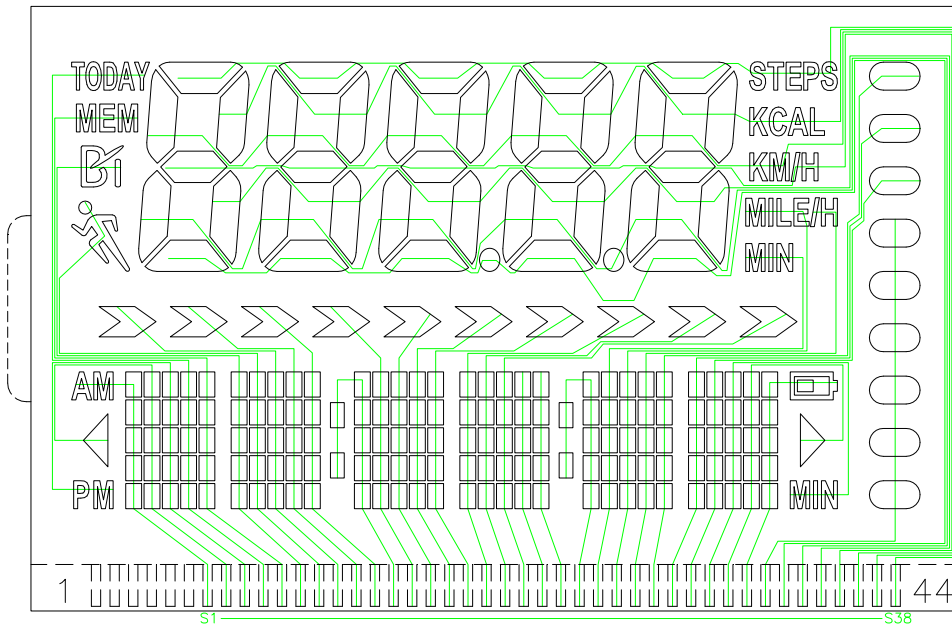 TODAY STEPS
MEM KCAL
KM/H
MILE/H
MIN
AM
PM MIN
1 44
S1 S38